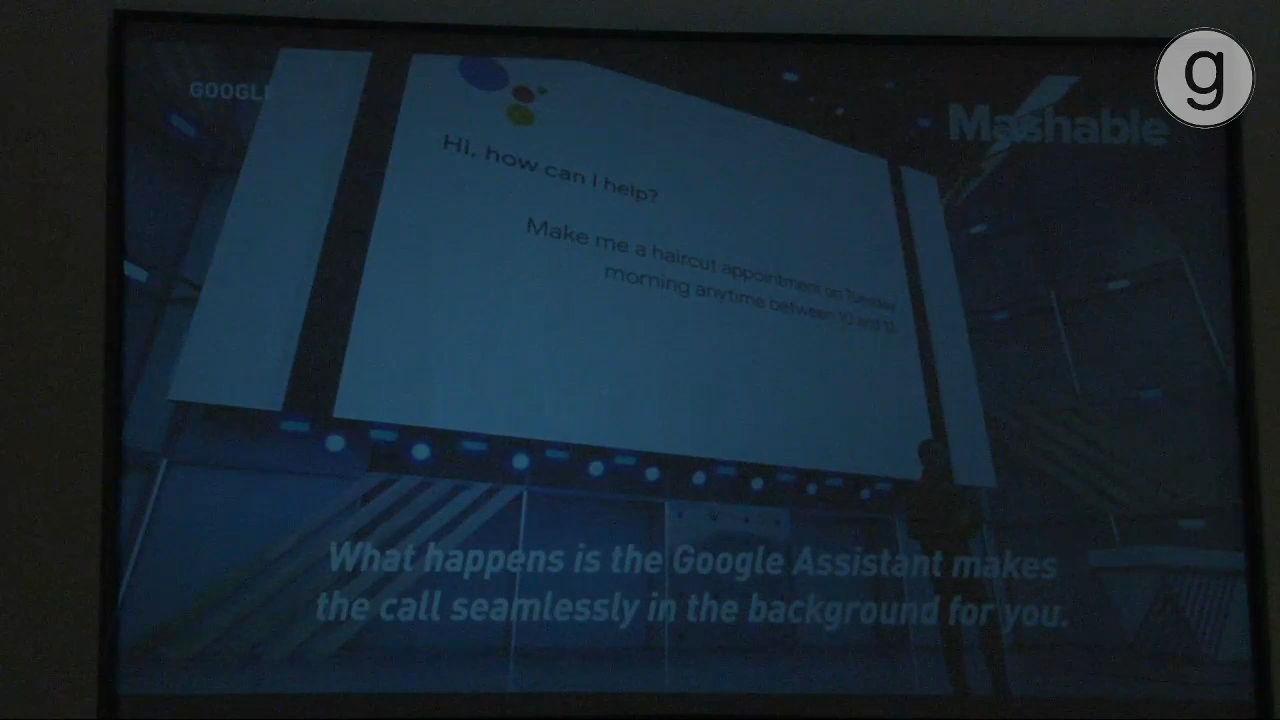 g
GOOGLE
Mashable
Hi, how can I help?
Make me a haircut appointment on Tuesday
morning anytime between 10 and 12.
What happens is the Google Assistant makes
the call seamlessly in the background for you.